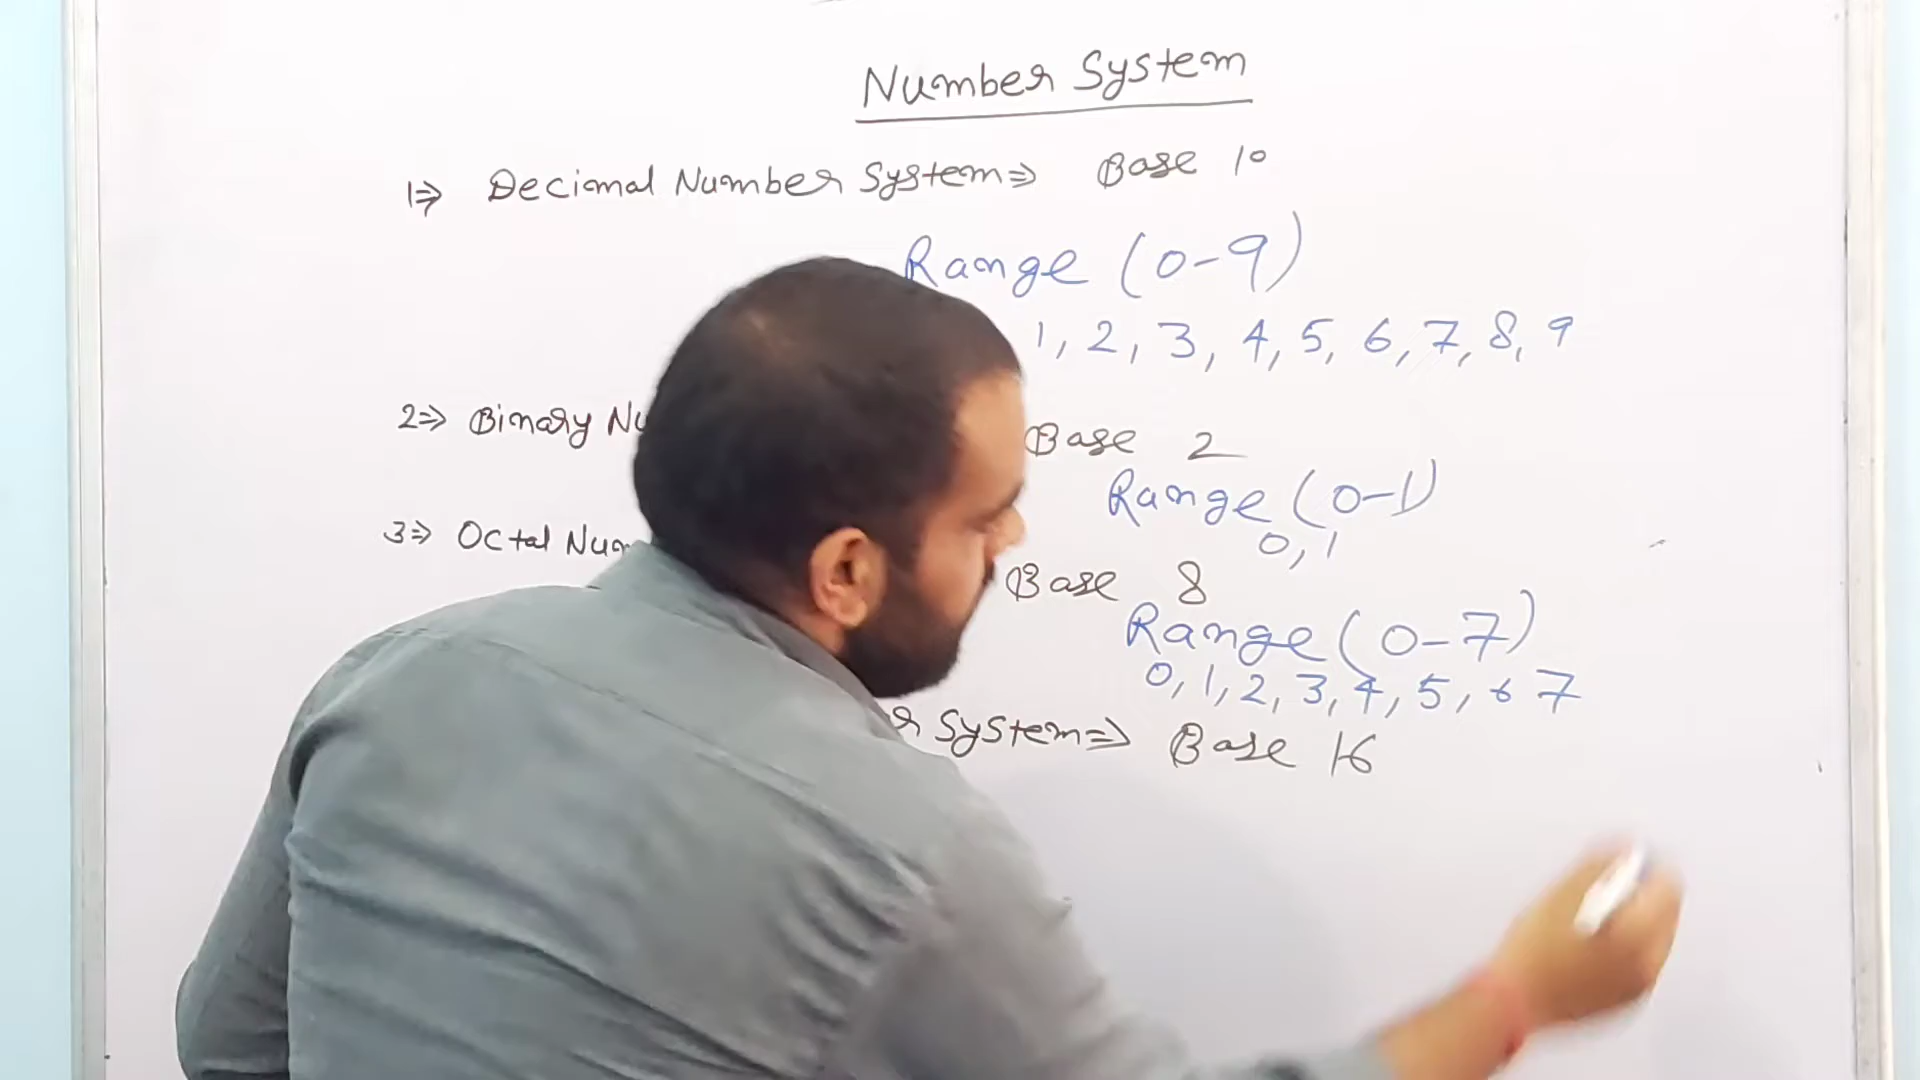 Number System
1⇒ Decimal Number System⇒ Base 10
Range (0-9)
1, 2, 3, 4, 5, 6, 7, 8, 9
2⇒ Binary Base 2
Range (0-1)
0, 1
3⇒ Octal Base 8
Range (0-7)
0, 1, 2, 3, 4, 5, 6 7
System⇒ Base 16